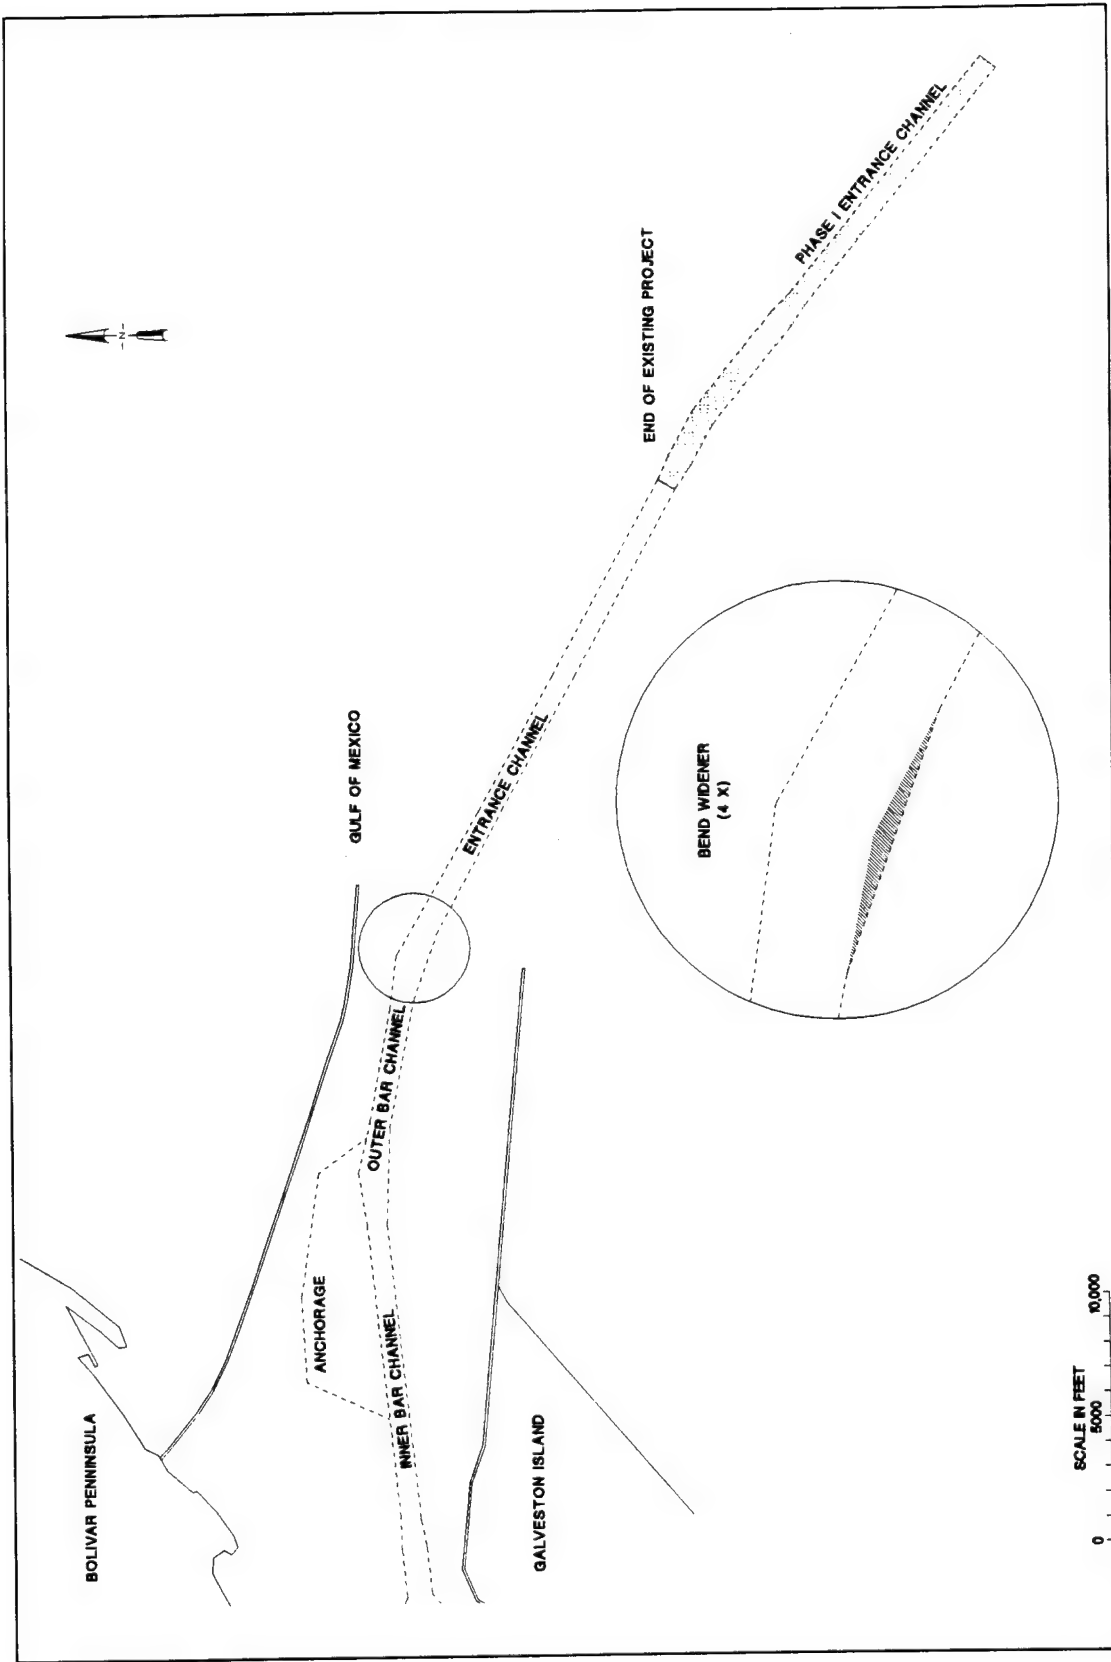 BOLIVAR PENNINSULA
GULF OF MEXICO
N
ANCHORAGE
OUTER BAR CHANNEL
INNER BAR CHANNEL
ENTRANCE CHANNEL
END OF EXISTING PROJECT
PHASE I ENTRANCE CHANNEL
GALVESTON ISLAND
BEND WIDENER
(4 X)
SCALE IN FEET
0 5000 10,000